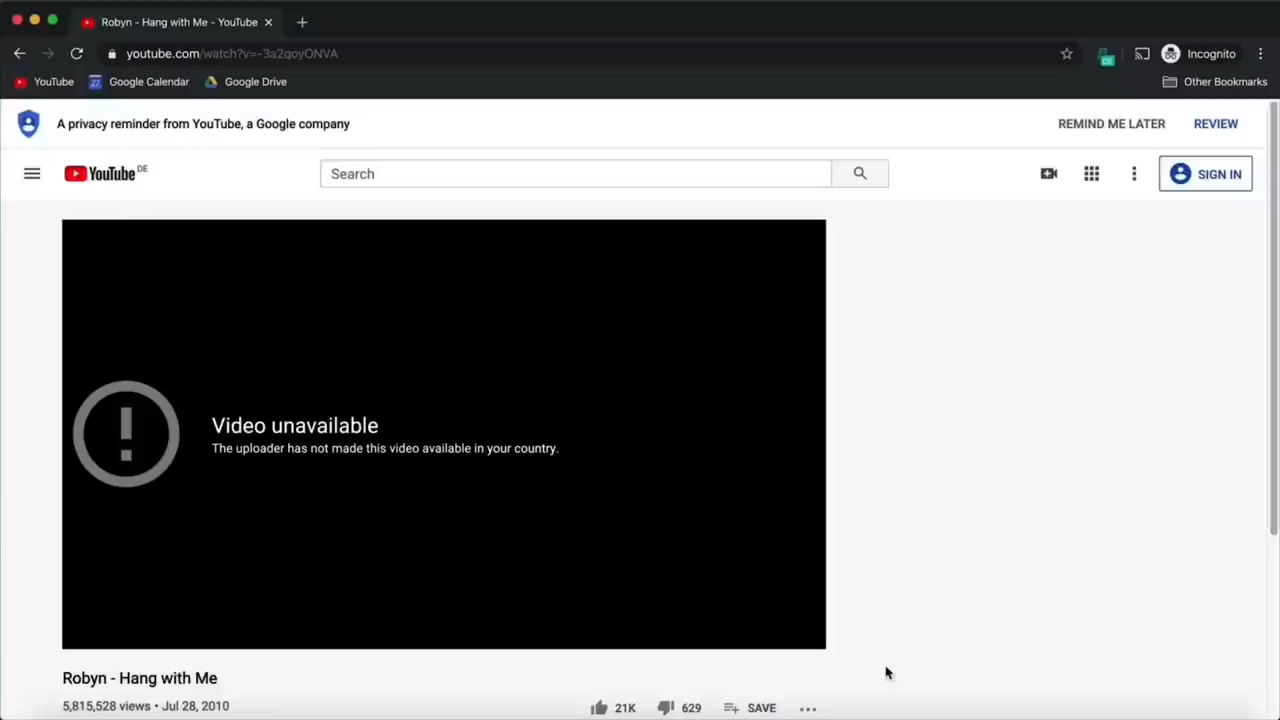 Robyn - Hang with Me - YouTube
youtube.com/watch?v=-3a2qoyONVA
DE
Incognito
YouTube
27
Google Calendar
Google Drive
Other Bookmarks
A privacy reminder from YouTube, a Google company
REMIND ME LATER
REVIEW
YouTube DE
Search
SIGN IN
Video unavailable
The uploader has not made this video available in your country.
Robyn - Hang with Me
5,815,528 views • Jul 28, 2010
21K
629
SAVE